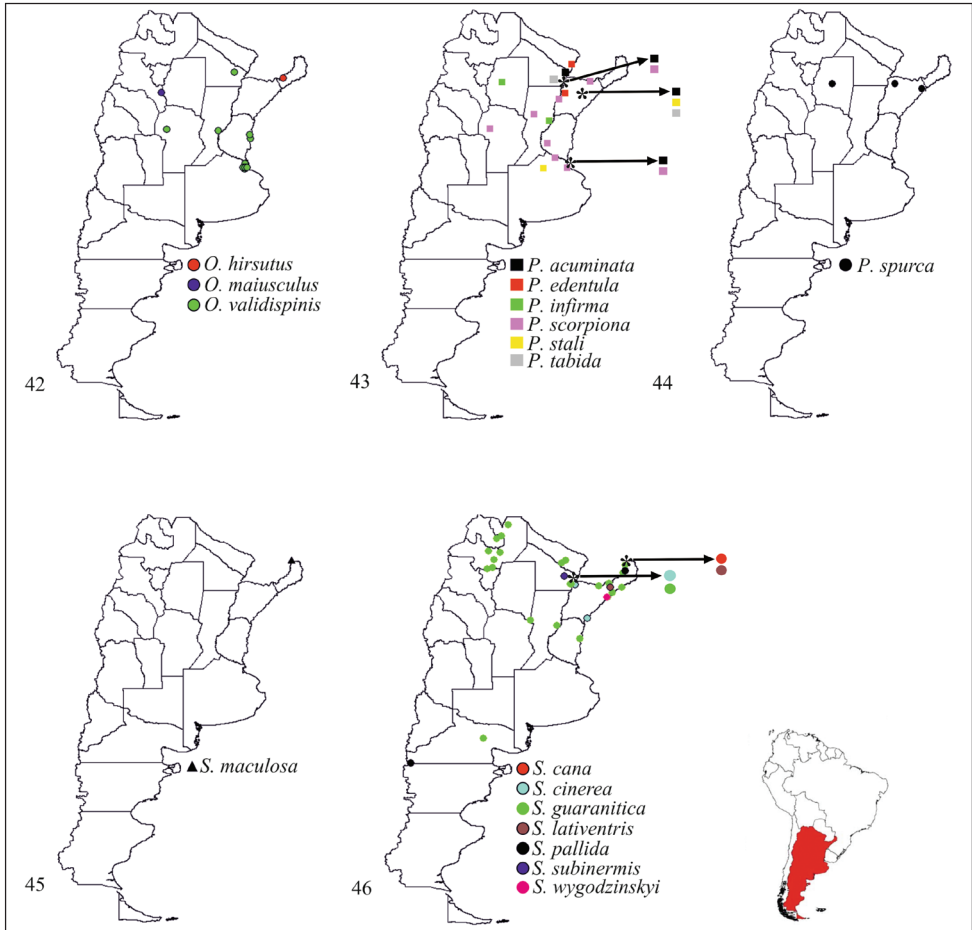 O. hirsutus
O. maiusculus
O. validispinis
42
P. acuminata
P. edentula
P. infirma
P. scorpiona
P. stali
P. tabida
43
P. spurca
44
S. maculosa
45
S. cana
S. cinerea
S. guaranitica
S. lativentris
S. pallida
S. subinermis
S. wygodzinskyi
46